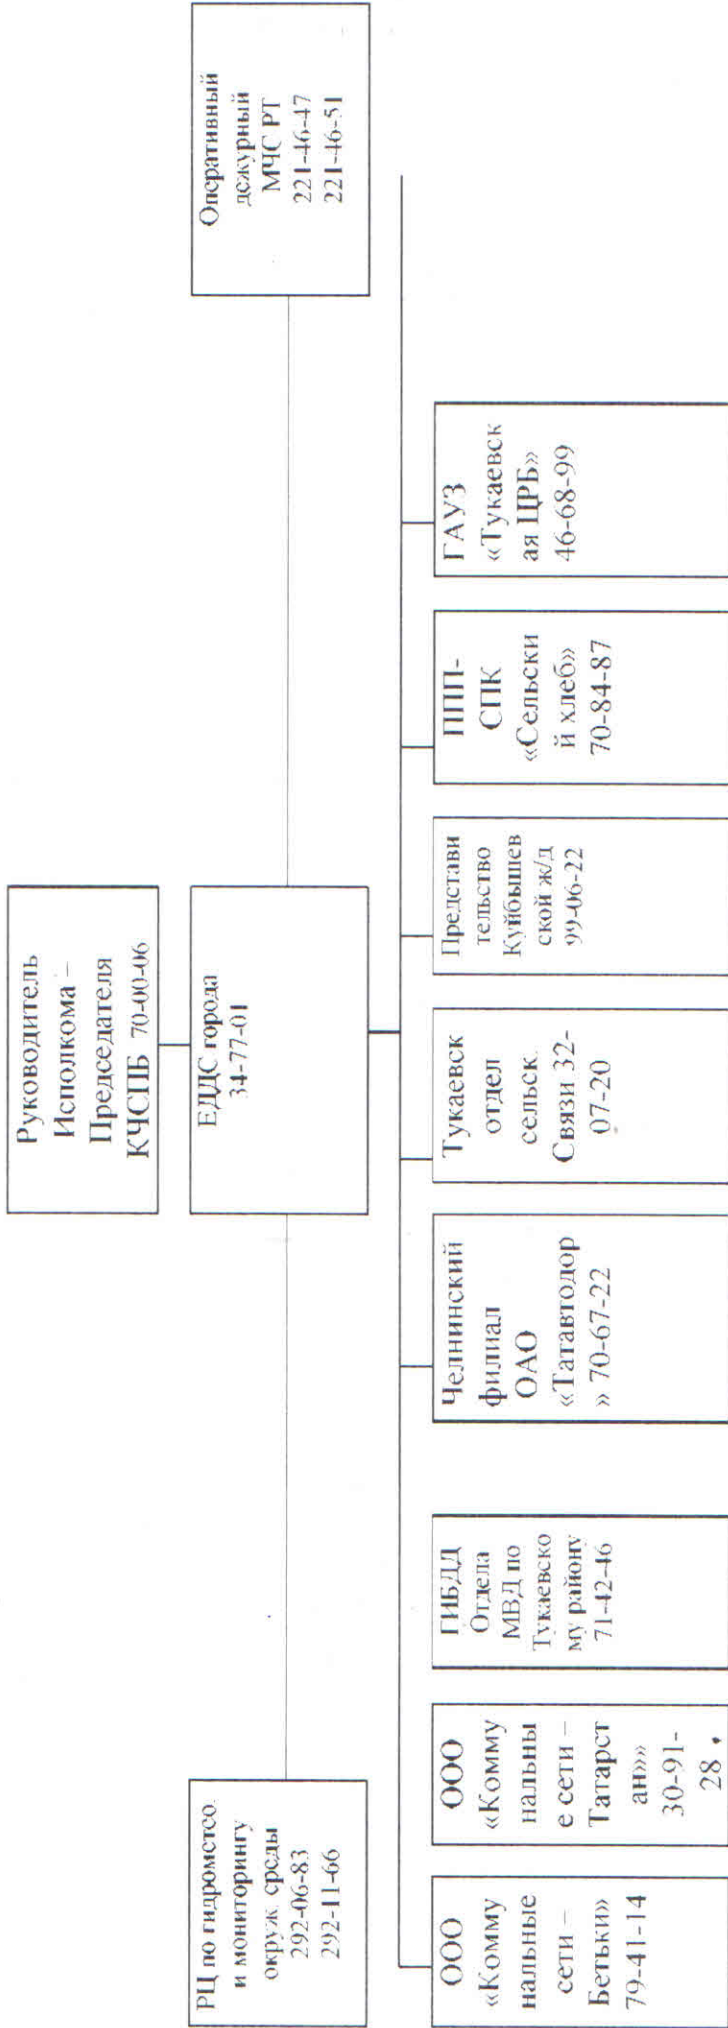 Руководитель
Исполкома –
Председателя
КЧСПБ 70-00-06
РЦ по гидрометео.
и мониторингу
окруж. среды
292-06-83
292-11-66
ЕДДС города
34-77-01
Оперативный
дежурный
МЧС РТ
221-46-47
221-46-51
ООО
«Комму
нальные
сети –
Бетьки»
79-41-14
ООО
«Комму
нальны
е сети –
Татарст
ан»»
30-91-
28
ГИБДД
Отдела
МВД по
Тукаевско
му району
71-42-46
Челнинский
филиал
ОАО
«Татавтодор
» 70-67-22
Тукаевск
отдел
сельск.
Связи 32-
07-20
Представи
тельство
Куйбышев
ской ж/д
99-06-22
ППП-
СПК
«Сельски
й хлеб»
70-84-87
ГАУЗ
«Тукаевск
ая ЦРБ»
46-68-99